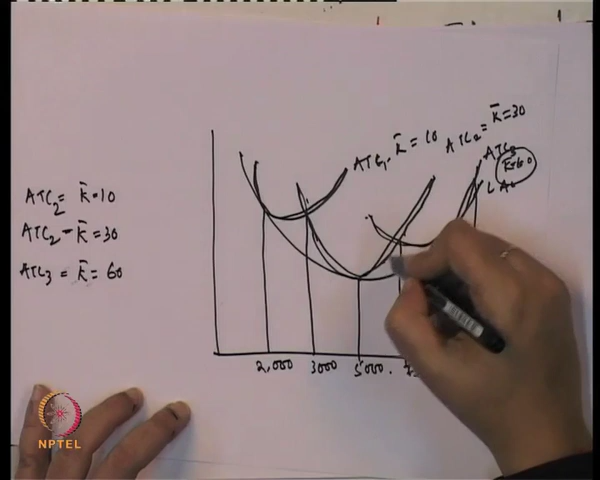 ATC2= K̄=10
ATC2 - K̄=30
ATC3 = K̄= 60
ATC1- K̄=10
ATC2= K̄=30
ATC3
K=60
LAC
2,000 3000 5000.
NPTEL